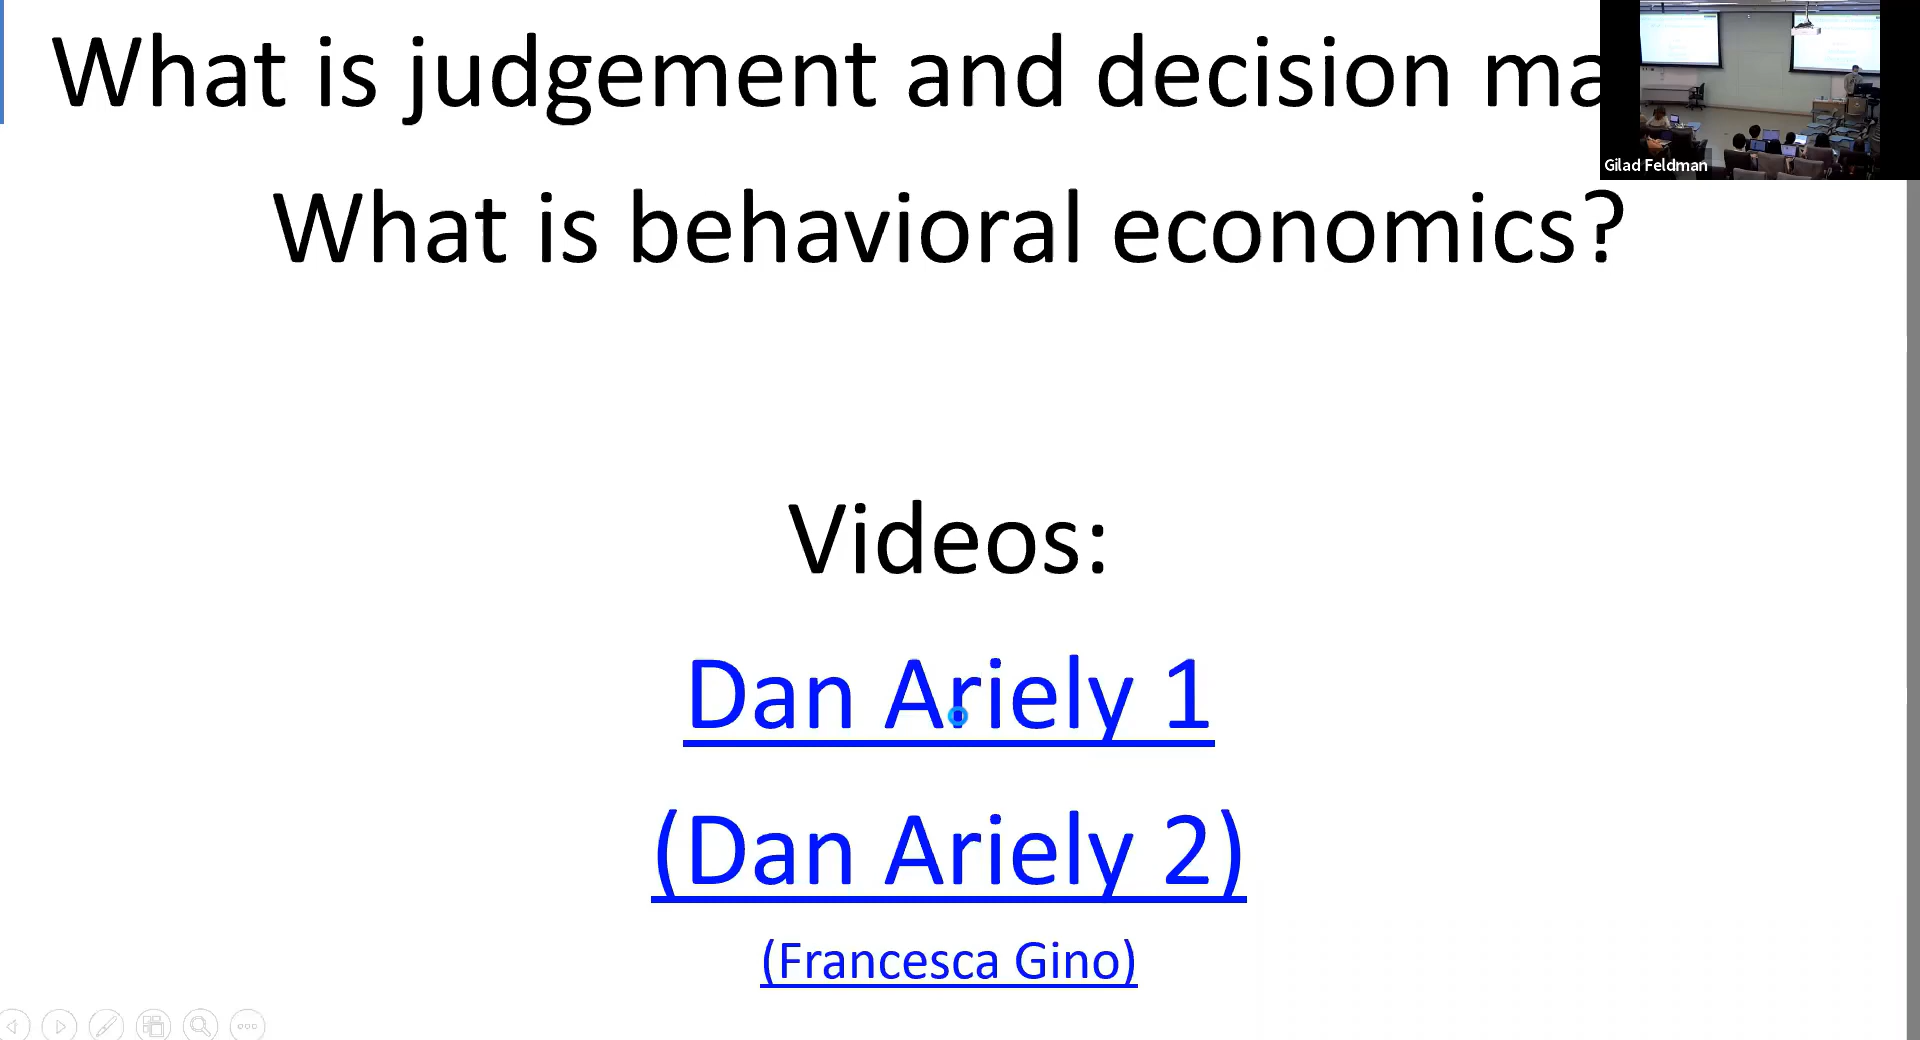 What is judgement and decision ma
What is behavioral economics?
Videos:
Dan Ariely 1
(Dan Ariely 2)
(Francesca Gino)
Gilad Feldman